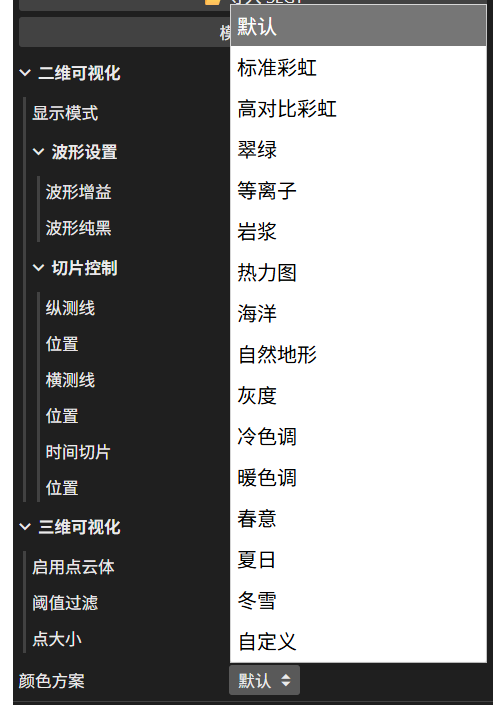 导入 SEGY
模
默认
标准彩虹
高对比彩虹
翠绿
等离子
岩浆
热力图
海洋
自然地形
灰度
冷色调
暖色调
春意
夏日
冬雪
自定义
二维可视化
显示模式
波形设置
波形增益
波形纯黑
切片控制
纵测线
位置
横测线
位置
时间切片
位置
三维可视化
启用点云体
阈值过滤
点大小
颜色方案
默认